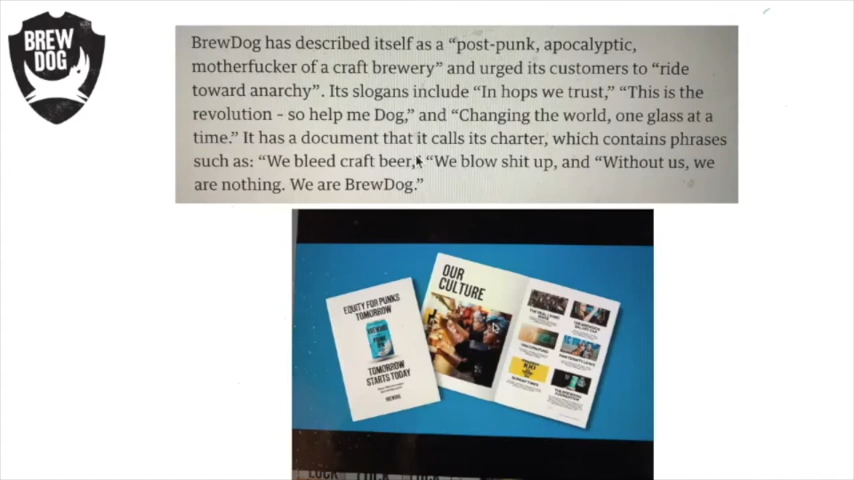 BREW
DOG
BrewDog has described itself as a “post-punk, apocalyptic,
motherfucker of a craft brewery” and urged its customers to “ride
toward anarchy”. Its slogans include “In hops we trust,” “This is the
revolution - so help me Dog,” and “Changing the world, one glass at a
time.” It has a document that it calls its charter, which contains phrases
such as: “We bleed craft beer,” “We blow shit up, and “Without us, we
are nothing. We are BrewDog.”
EQUITY FOR PUNKS
TOMORROW
TOMORROW
STARTS TODAY
BREWDOG
OUR
CULTURE